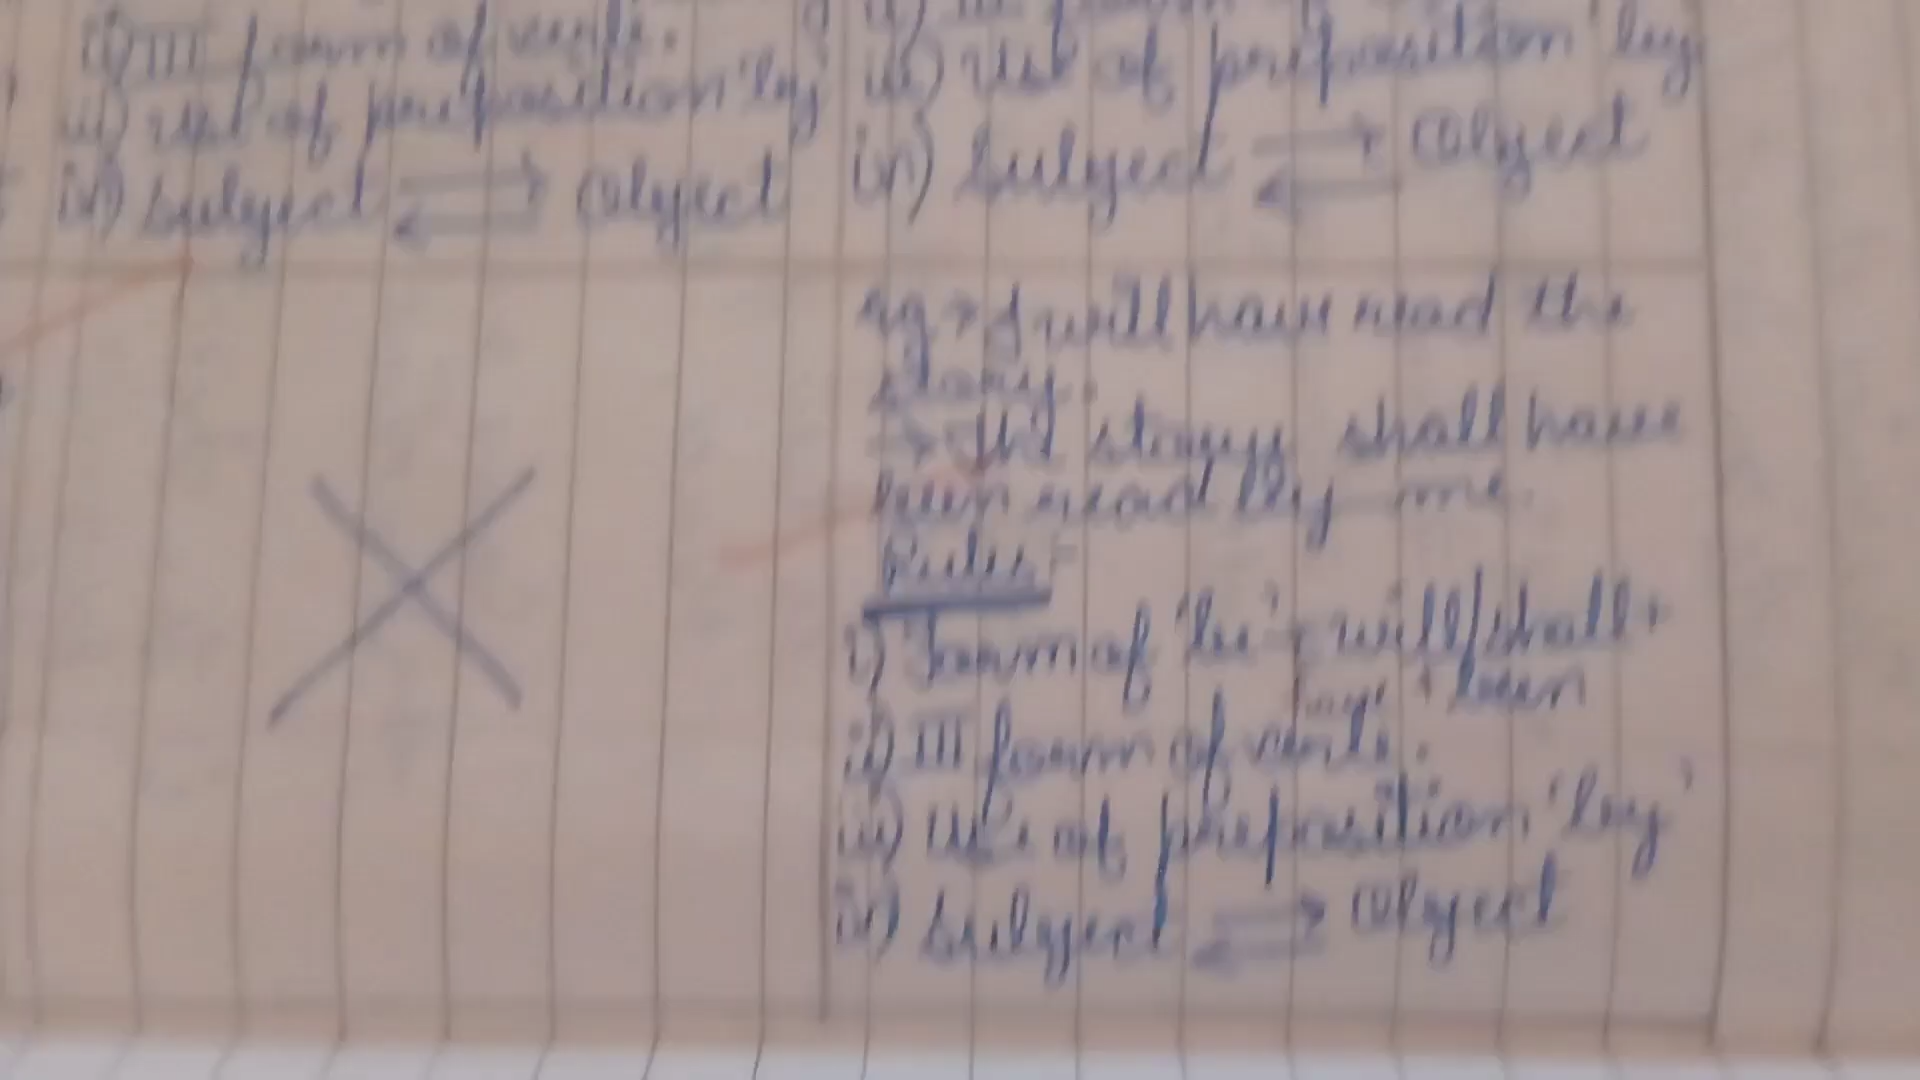 ii) III form of verb.
iii) Use of preposition 'by'
iv) Subject ⇄ Object
iii) Use of preposition 'by'
iv) Subject ⇄ Object
eg → I will have read the
story.
→ The story shall have
been read by me.
Rules:-
i) Form of 'be' → will/shall +
have + been
ii) III form of verb.
iii) Use of preposition 'by'
iv) Subject ⇄ Object